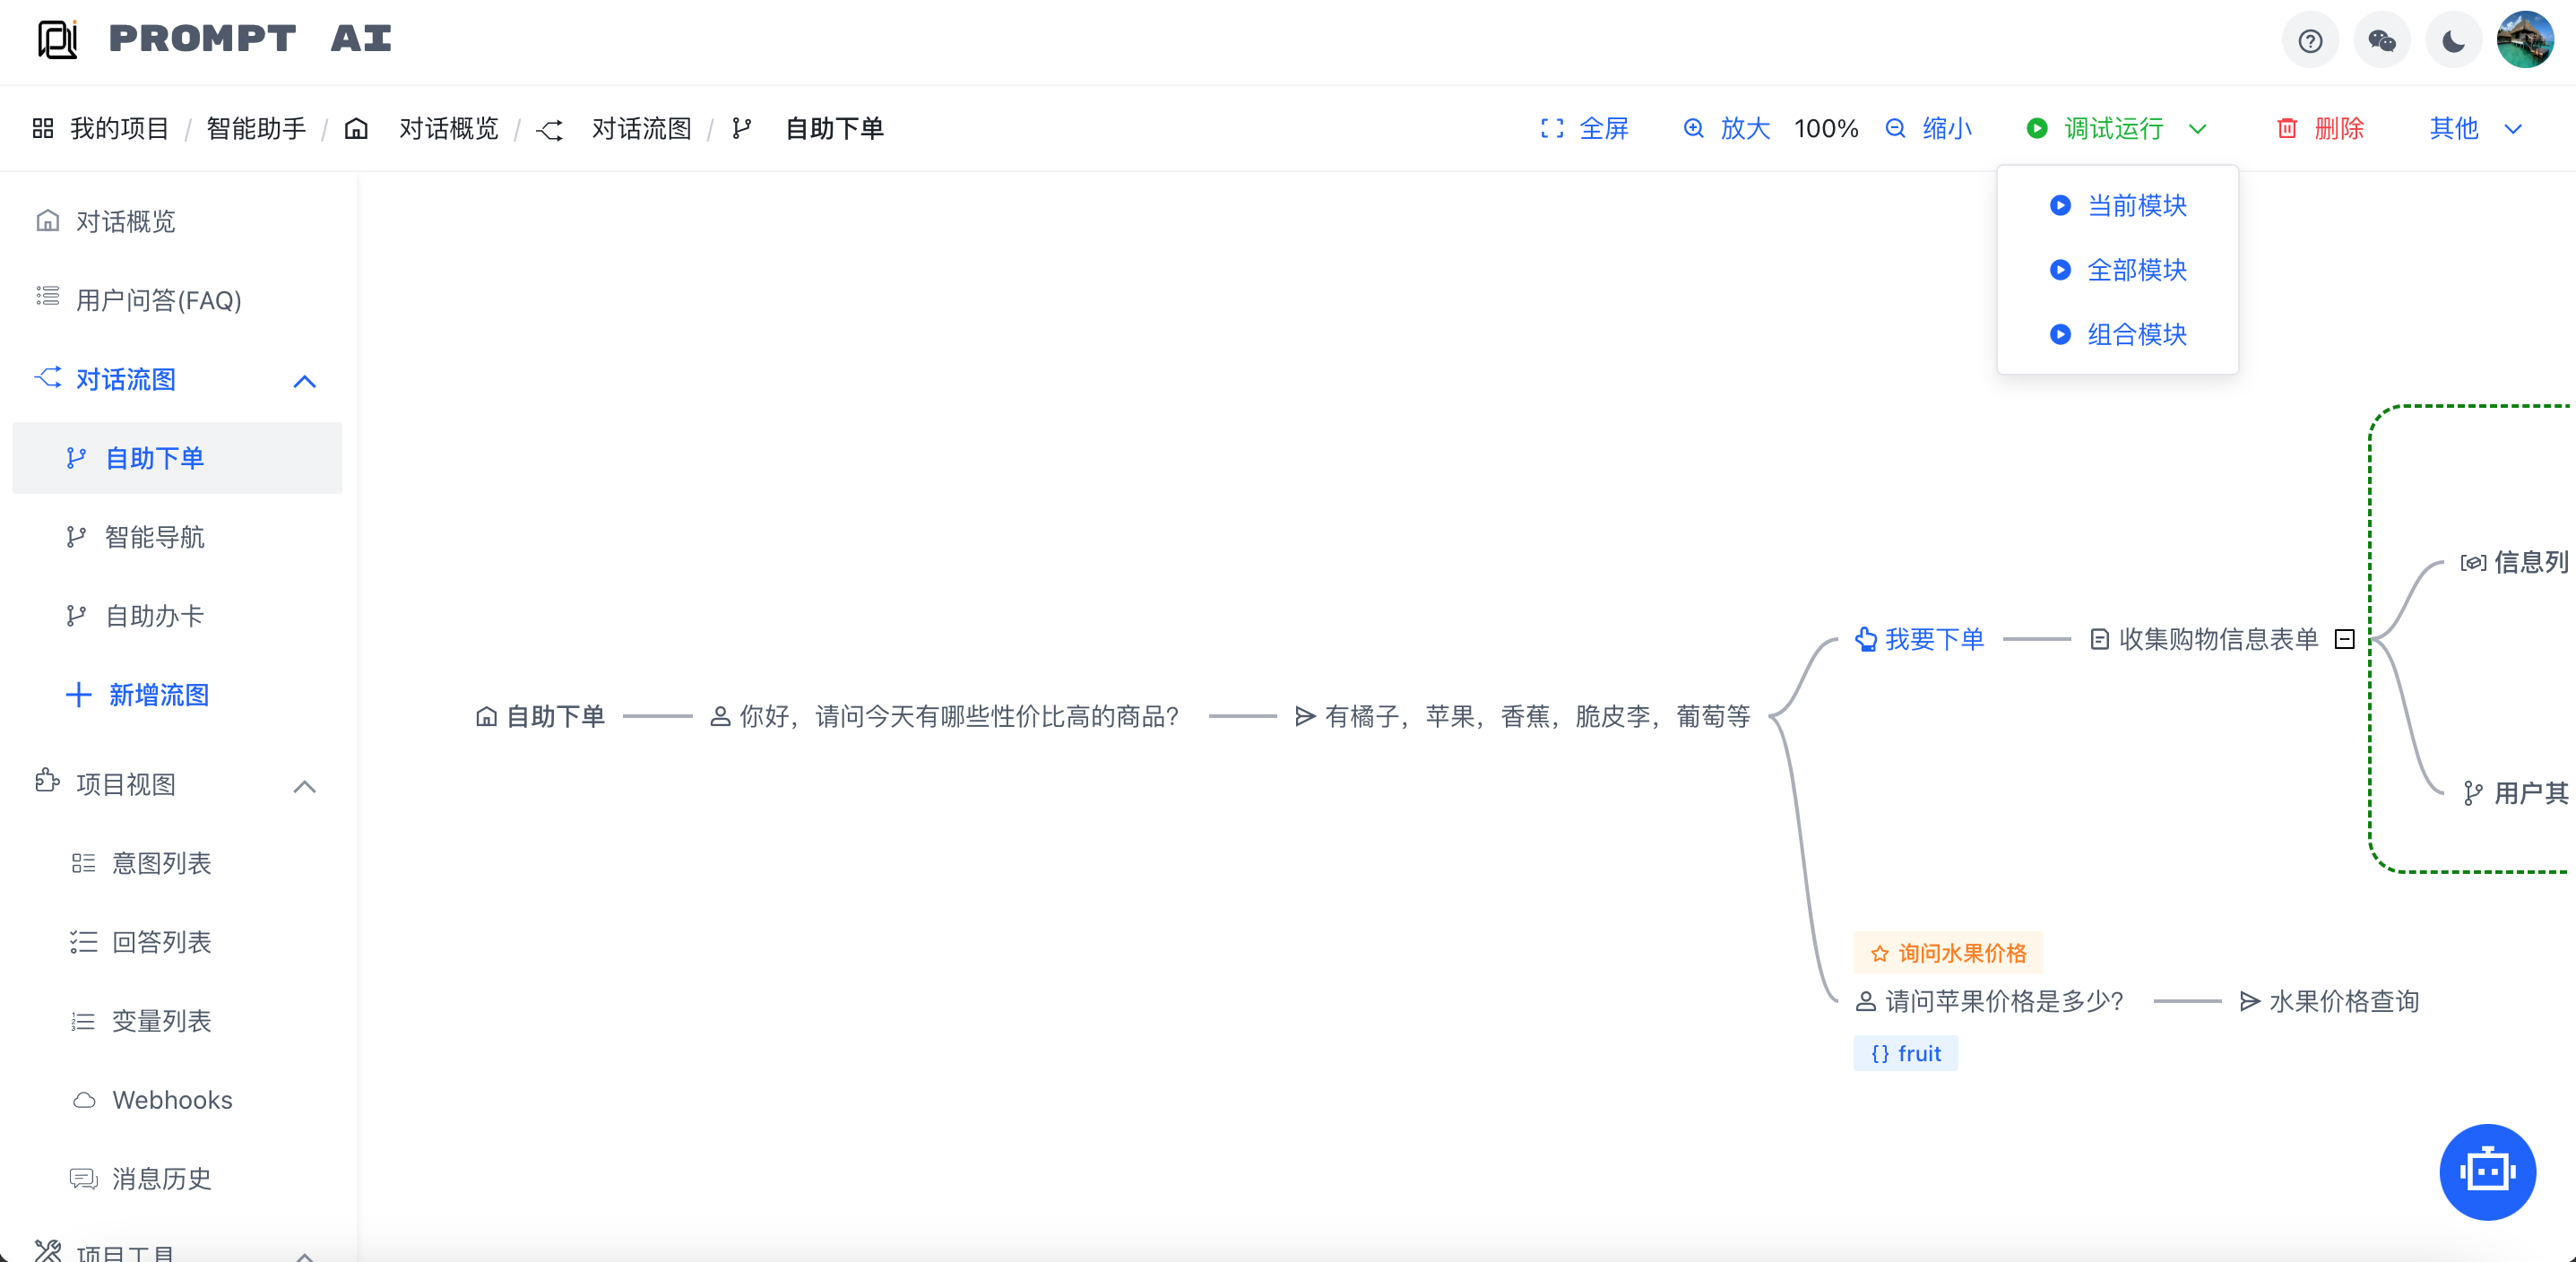 PROMPT AI
我的项目 / 智能助手 / 对话概览 / 对话流图 / 自助下单
全屏 放大 100% 缩小 调试运行 删除 其他
当前模块
全部模块
组合模块
对话概览
用户问答(FAQ)
对话流图
自助下单
智能导航
自助办卡
新增流图
项目视图
意图列表
回答列表
变量列表
Webhooks
消息历史
项目工具
自助下单
你好，请问今天有哪些性价比高的商品?
有橘子，苹果，香蕉，脆皮李，葡萄等
我要下单
收集购物信息表单
信息列
用户其
询问水果价格
请问苹果价格是多少?
水果价格查询
{} fruit